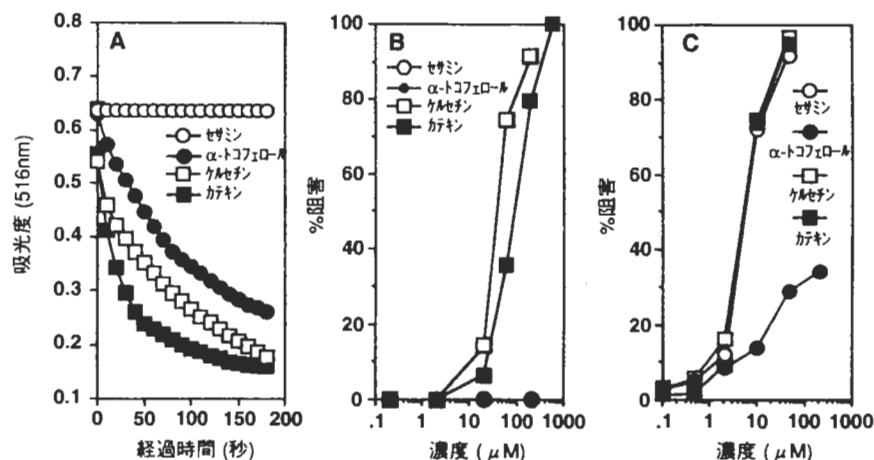 A
0.8
0.7
0.6
0.5
0.4
0.3
0.2
0.1
吸光度 (516nm)
セサミン
α-トコフェロール
ケルセチン
カテキン
0 50 100 150 200
経過時間 (秒)
B
100
80
60
40
20
0
%阻害
セサミン
α-トコフェロール
ケルセチン
カテキン
.1 1 10 100 1000
濃度 (μM)
C
100
80
60
40
20
0
%阻害
セサミン
α-トコフェロール
ケルセチン
カテキン
.1 1 10 100 1000
濃度 (μM)